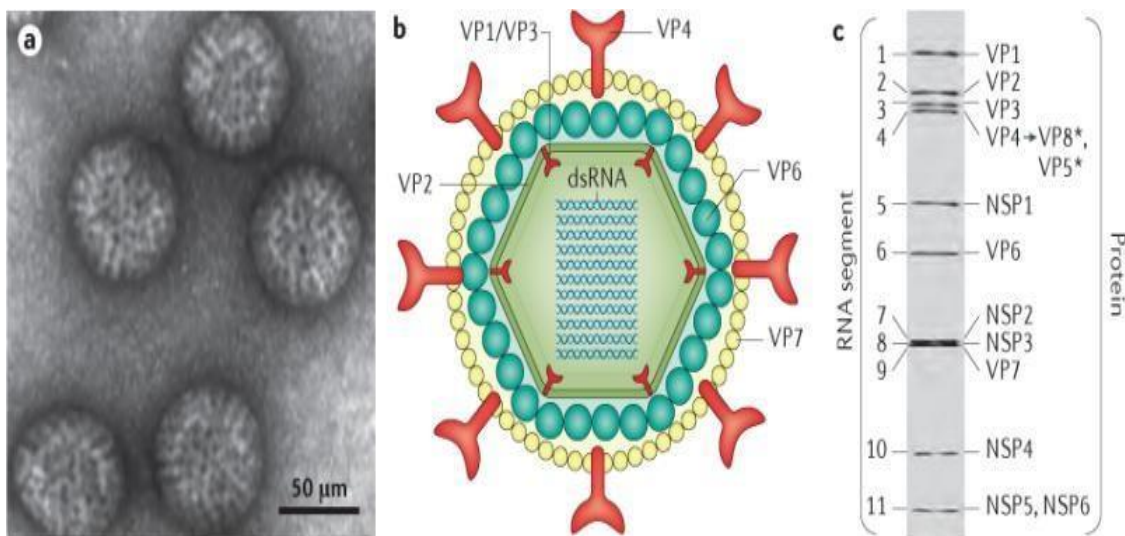 a
50 µm
b
VP1/VP3
VP4
VP2
dsRNA
VP6
VP7
c
RNA segment
1
2
3
4
5
6
7
8
9
10
11
VP1
VP2
VP3
VP4→VP8*,
VP5*
NSP1
VP6
NSP2
NSP3
VP7
NSP4
NSP5, NSP6
Protein